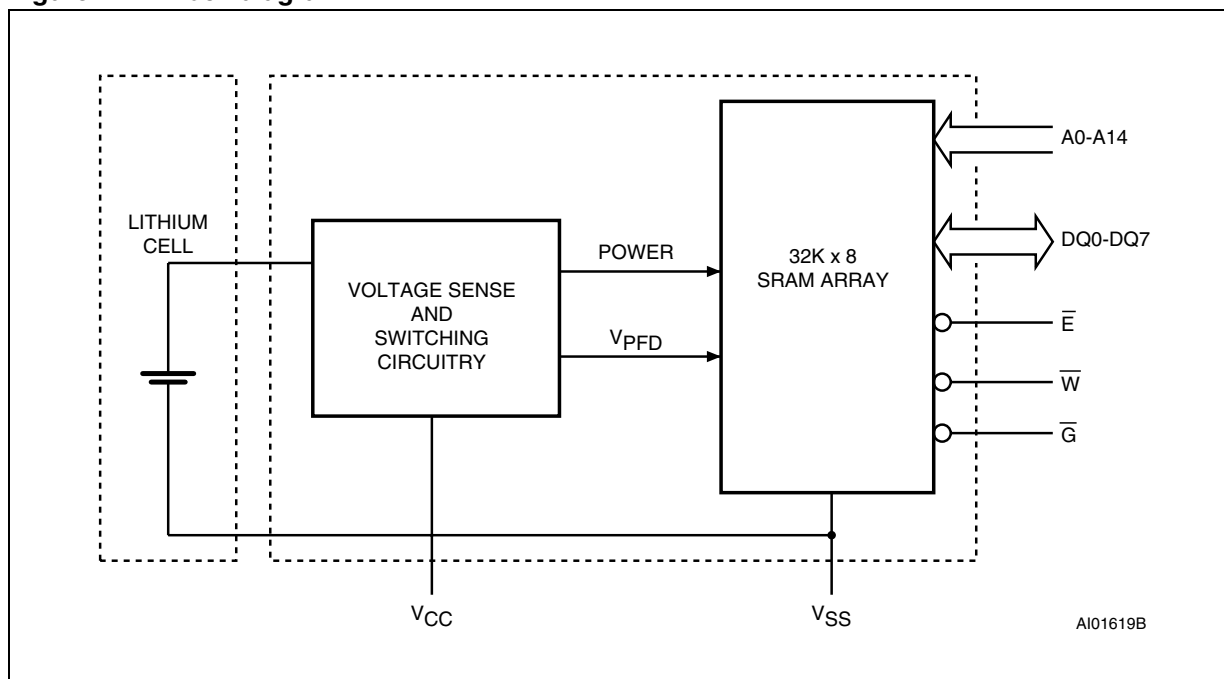 LITHIUM
CELL
VOLTAGE SENSE
AND
SWITCHING
CIRCUITRY
POWER
VPFD
32K x 8
SRAM ARRAY
A0-A14
DQ0-DQ7
E̅
W̅
G̅
VCC
VSS
AI01619B